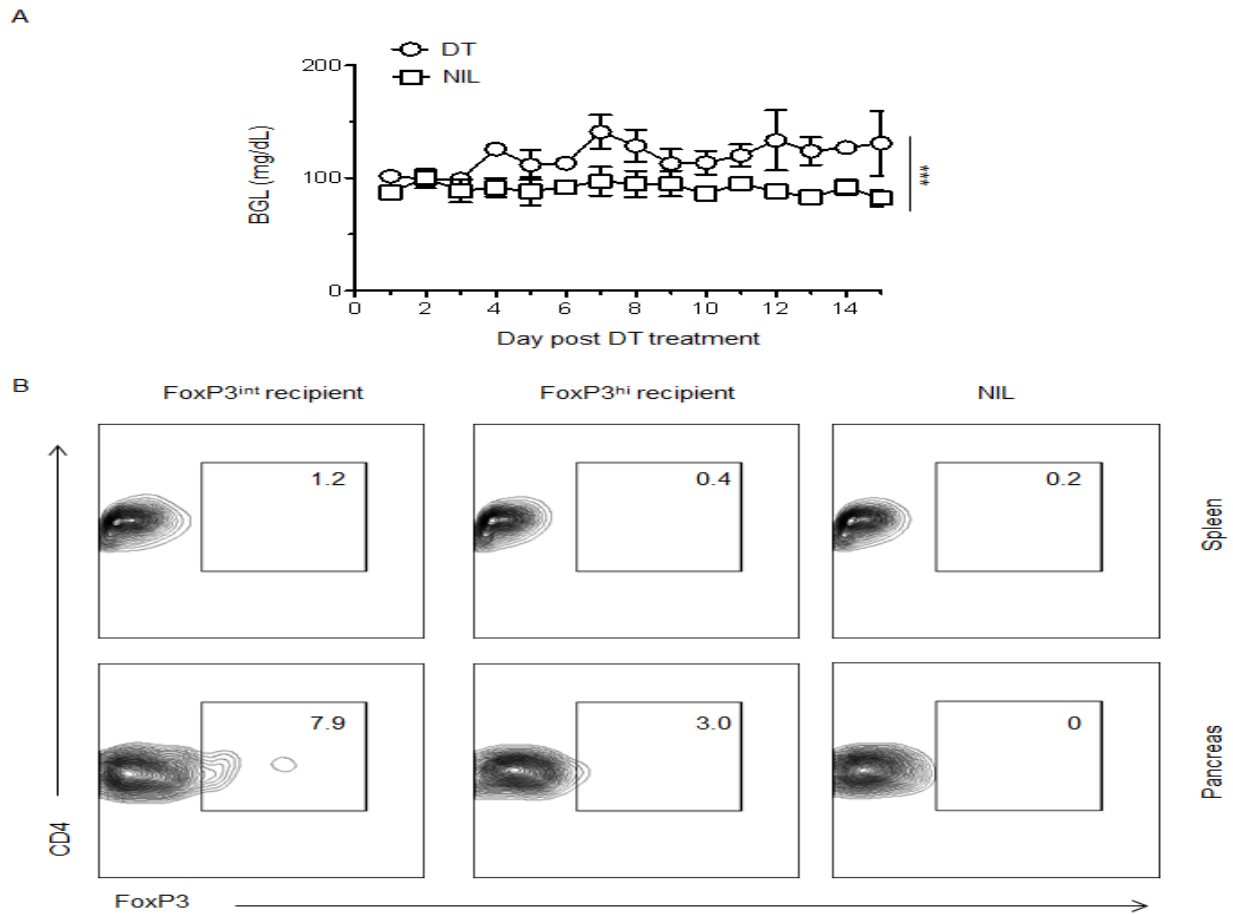 A
DT
NIL
200
100
0
BGL (mg/dL)
0 2 4 6 8 10 12 14
Day post DT treatment
***
B
FoxP3int recipient FoxP3hi recipient NIL
1.2 0.4 0.2
Spleen
7.9 3.0 0
Pancreas
CD4
FoxP3